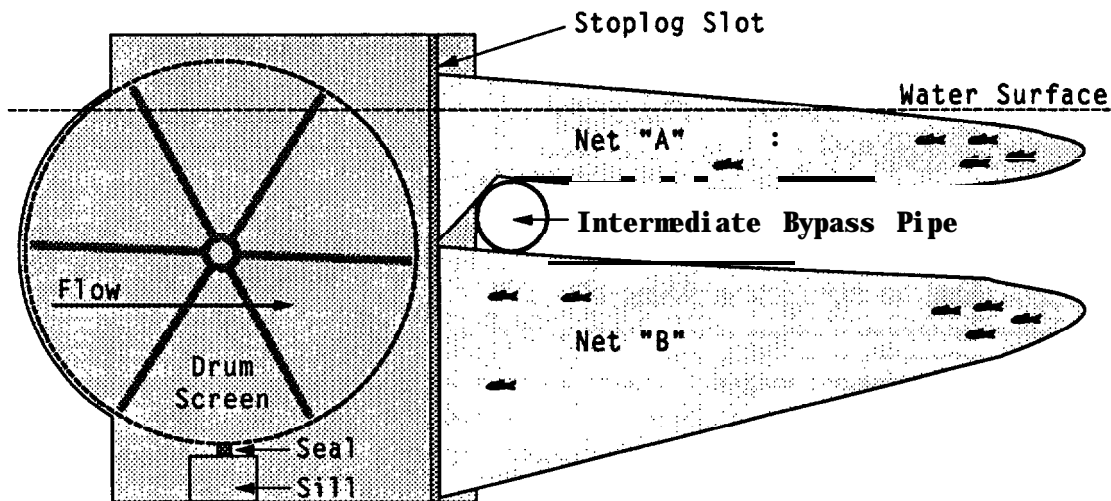 Stoplog Slot
Water Surface
Net "A"
Intermediate Bypass Pipe
Flow
Net "B"
Drum
Screen
Seal
Sill